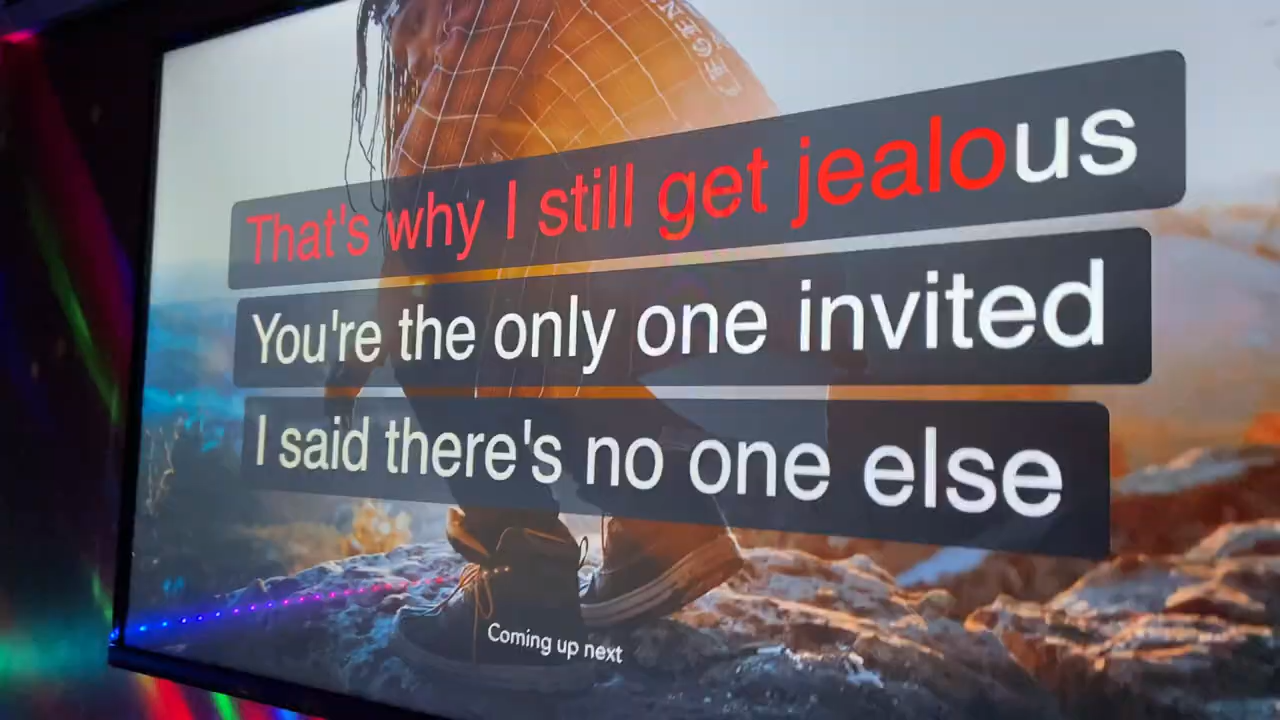 That's why I still get jealous
You're the only one invited
I said there's no one else
Coming up next